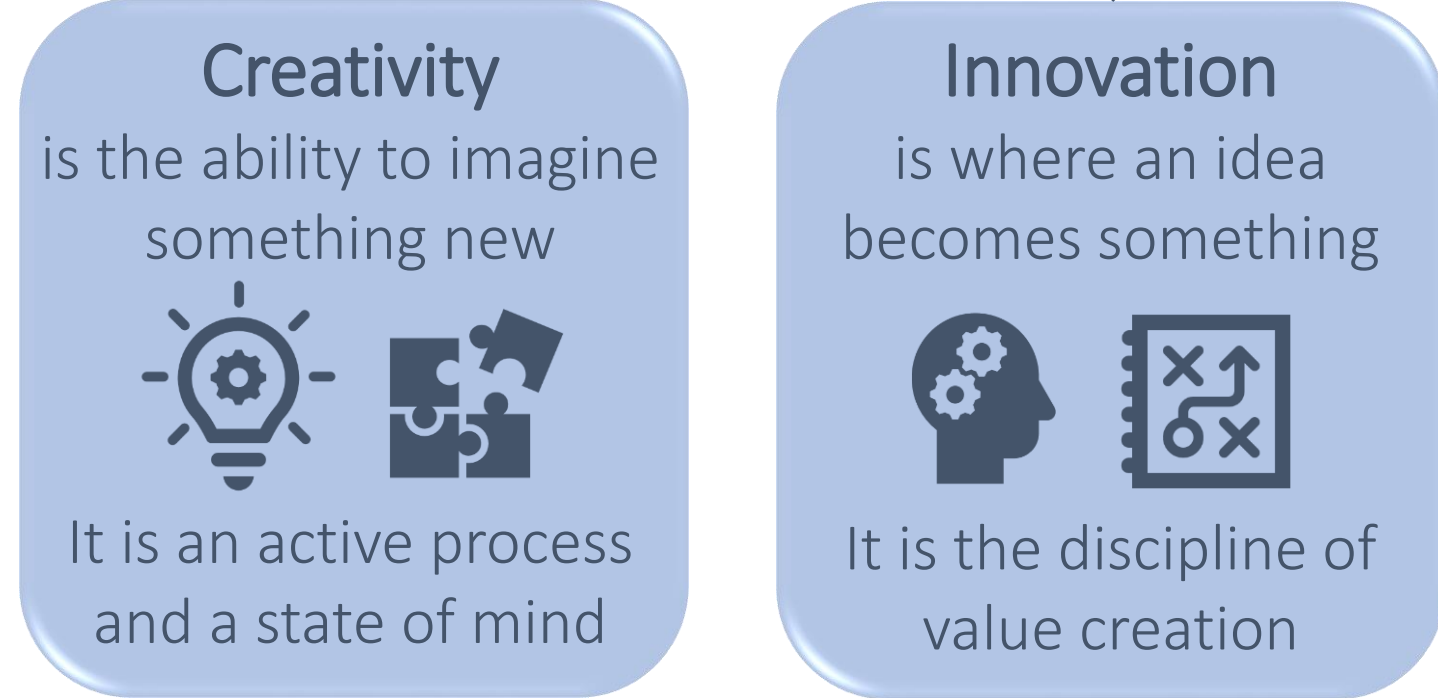 Creativity
is the ability to imagine
something new
It is an active process
and a state of mind
Innovation
is where an idea
becomes something
It is the discipline of
value creation